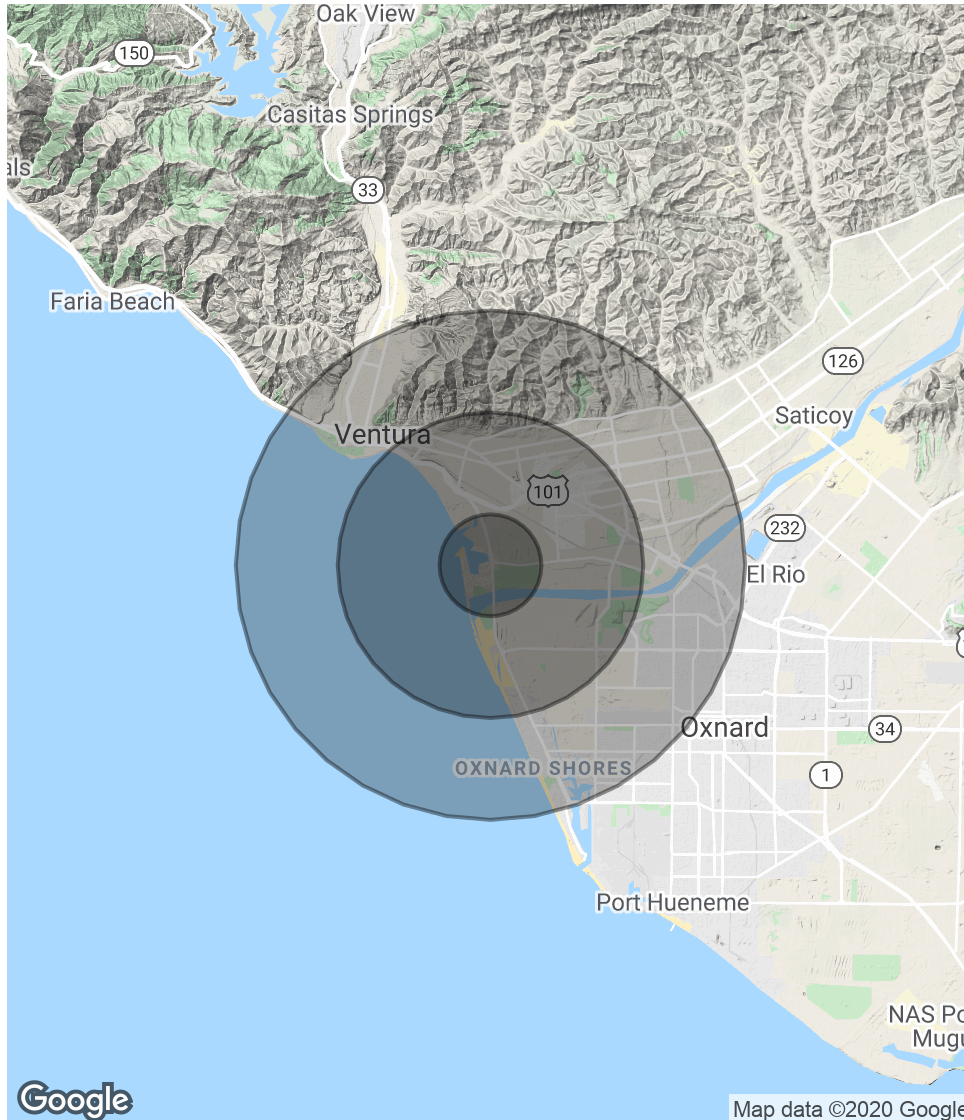 Oak View
150
Casitas Springs
als
33
Faria Beach
126
Saticoy
Ventura
101
232
El Rio
Oxnard
34
OXNARD SHORES
1
Port Hueneme
NAS Po
Mugu
Google
Map data ©2020 Google